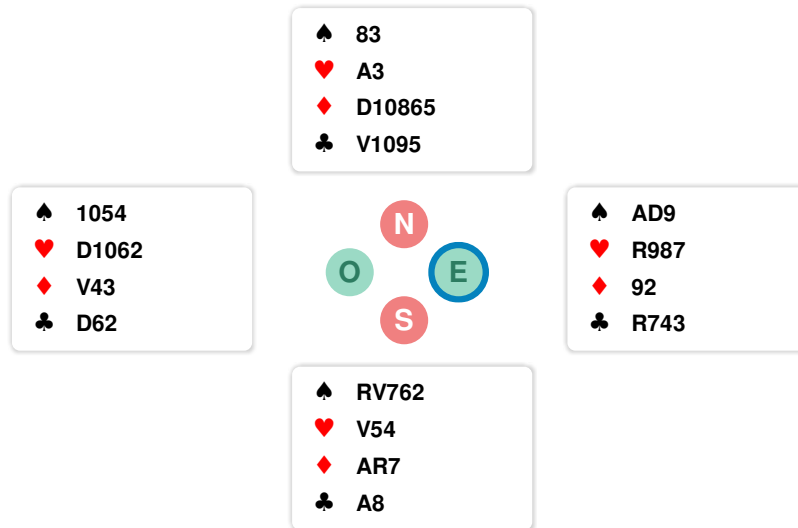 ♠ 83
♥ A3
♦ D10865
♣ V1095
♠ 1054
♥ D1062
♦ V43
♣ D62
N
O
E
S
♠ AD9
♥ R987
♦ 92
♣ R743
♠ RV762
♥ V54
♦ AR7
♣ A8